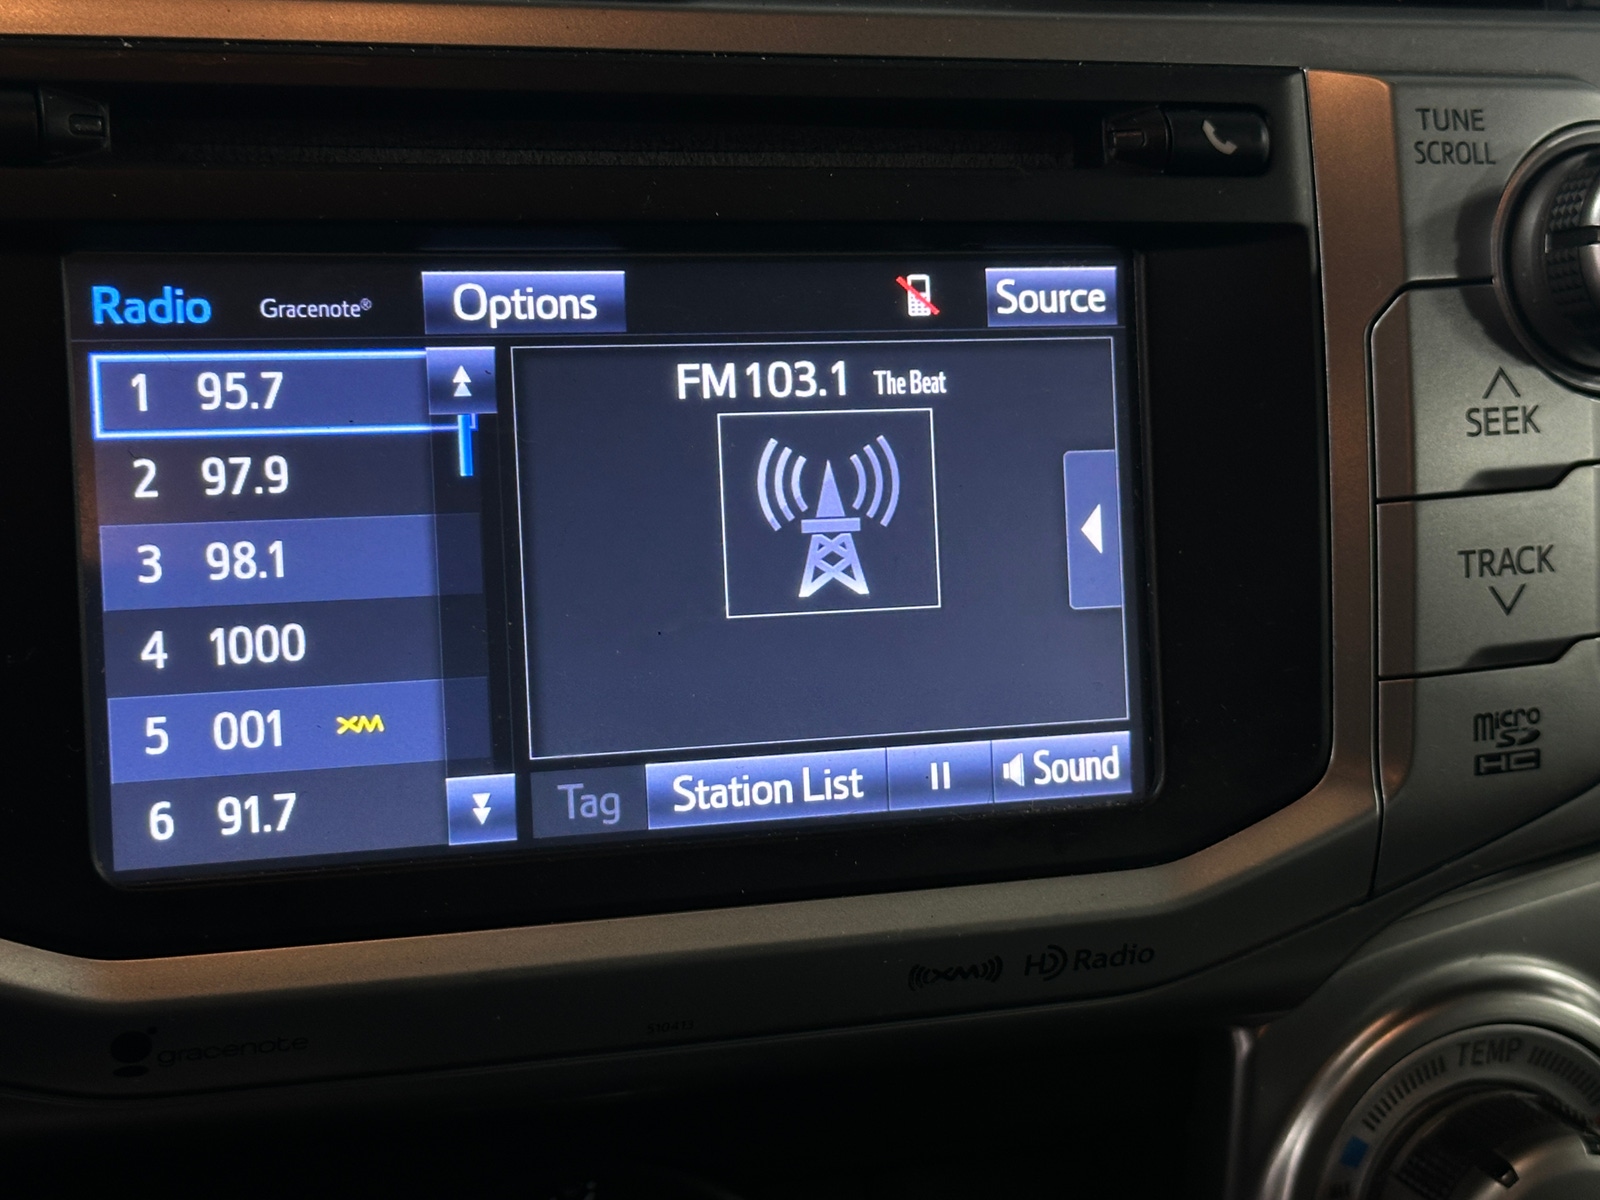 TUNE
SCROLL
Radio Gracenote® Options Source
1 95.7
2 97.9
3 98.1
4 1000
5 001 XM
6 91.7
FM 103.1 The Beat
Tag Station List Sound
SEEK
TRACK
micro
SD
HC
XM HD Radio
gracenote
510413
TEMP